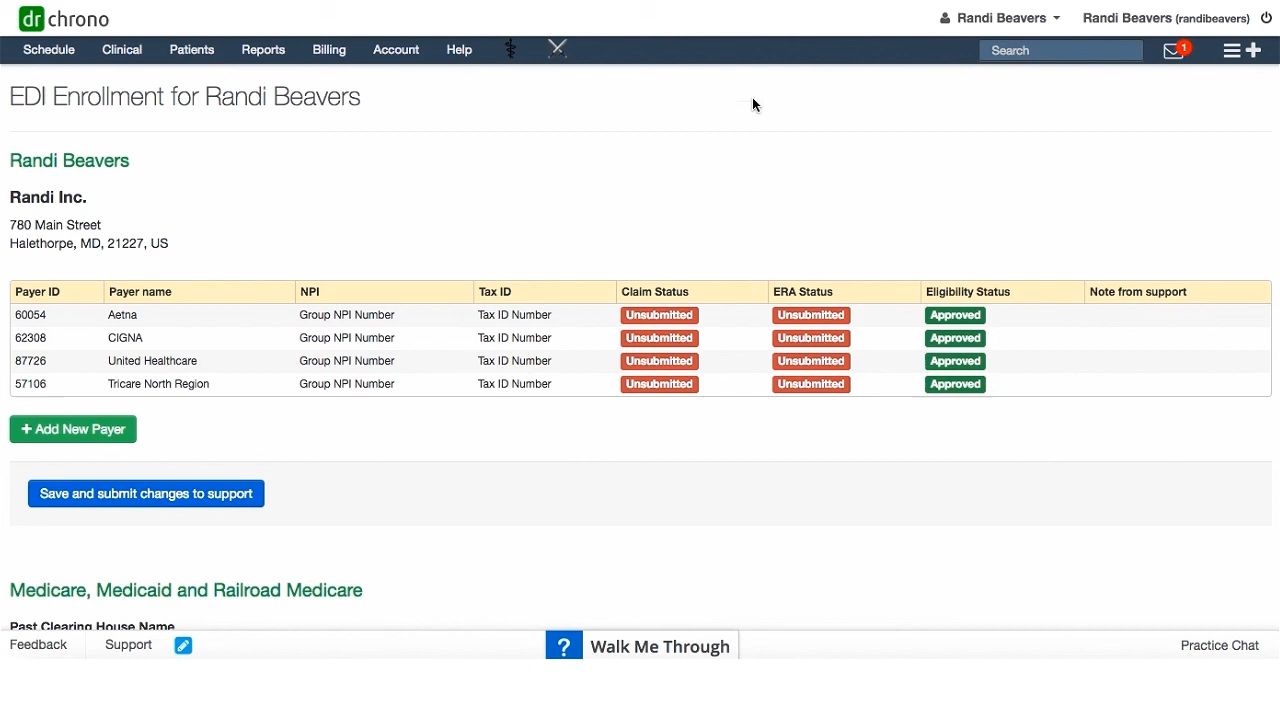 drchrono
Randi Beavers
Randi Beavers (randibeavers)
Schedule Clinical Patients Reports Billing Account Help Search 1
EDI Enrollment for Randi Beavers
Randi Beavers
Randi Inc.
780 Main Street
Halethorpe, MD, 21227, US
Payer ID Payer name NPI Tax ID Claim Status ERA Status Eligibility Status Note from support
60054 Aetna Group NPI Number Tax ID Number Unsubmitted Unsubmitted Approved
62308 CIGNA Group NPI Number Tax ID Number Unsubmitted Unsubmitted Approved
87726 United Healthcare Group NPI Number Tax ID Number Unsubmitted Unsubmitted Approved
57106 Tricare North Region Group NPI Number Tax ID Number Unsubmitted Unsubmitted Approved
+ Add New Payer
Save and submit changes to support
Medicare, Medicaid and Railroad Medicare
Past Clearing House Name
Feedback Support ? Walk Me Through Practice Chat